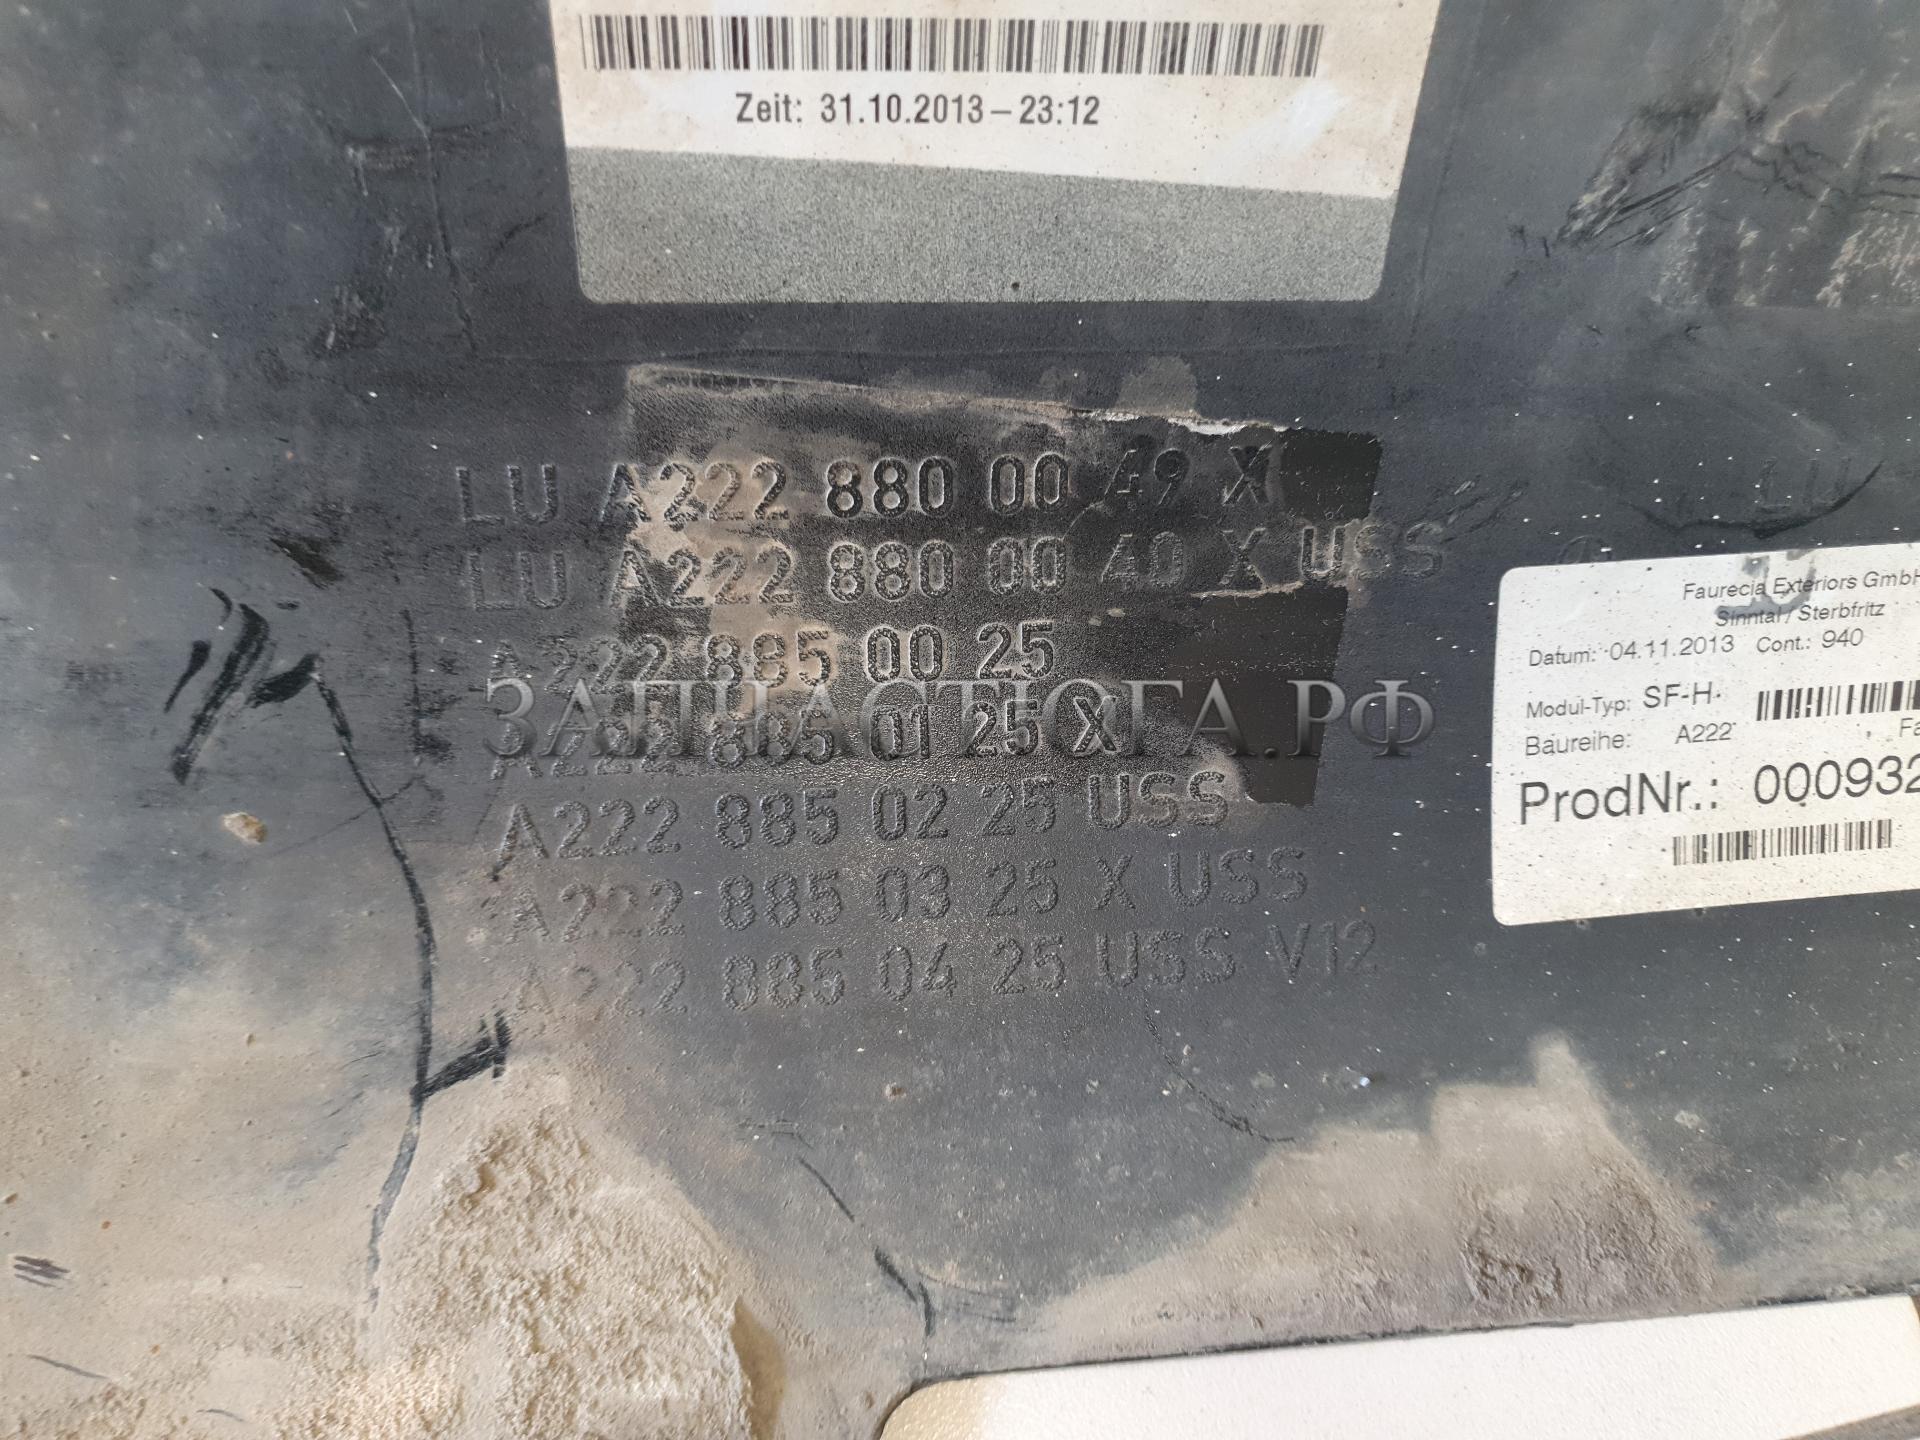 Zeit: 31.10.2013 – 23:12
LU A222 880 00 49 X
LU A222 880 00 40 X USS
A222 885 00 25
A222 885 01 25 X
A222 885 02 25 USS
A222 885 03 25 X USS
A222 885 04 25 USS V12
ЗАПЧАСТЮГА.РФ
LU
Faurecia Exteriors GmbH
Sinntal / Sterbfritz
Datum: 04.11.2013 Cont.: 940
Modul-Typ: SF-H
Baureihe: A222
ProdNr.: 000932